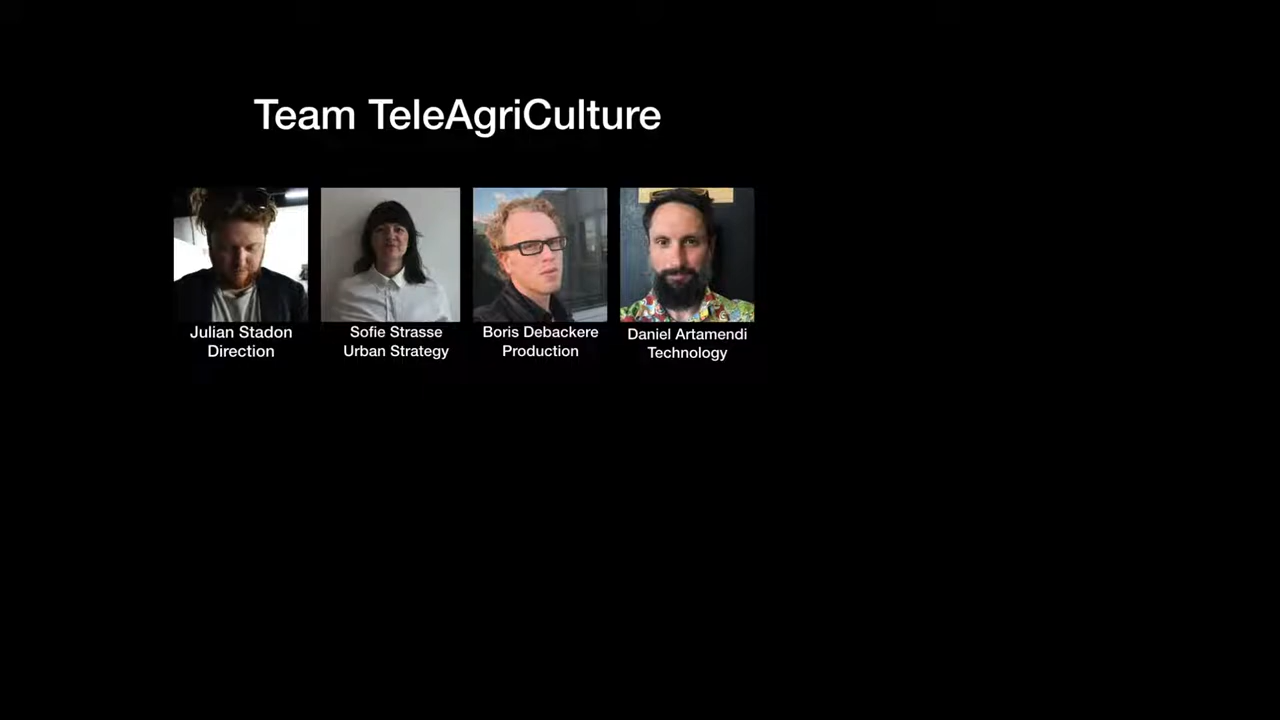 Team TeleAgriCulture
Julian Stadon
Direction
Sofie Strasse
Urban Strategy
Boris Debackere
Production
Daniel Artamendi
Technology